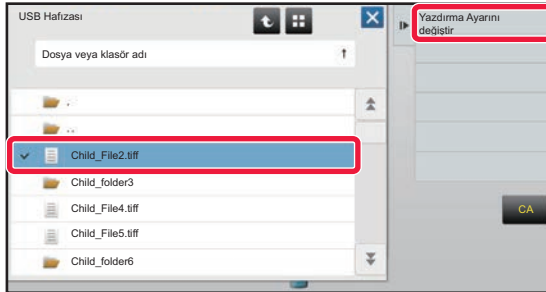 USB Hafızası
Yazdırma Ayarını
değiştir
Dosya veya klasör adı
.
..
Child_File2.tiff
Child_folder3
Child_File4.tiff
Child_File5.tiff
Child_folder6
CA